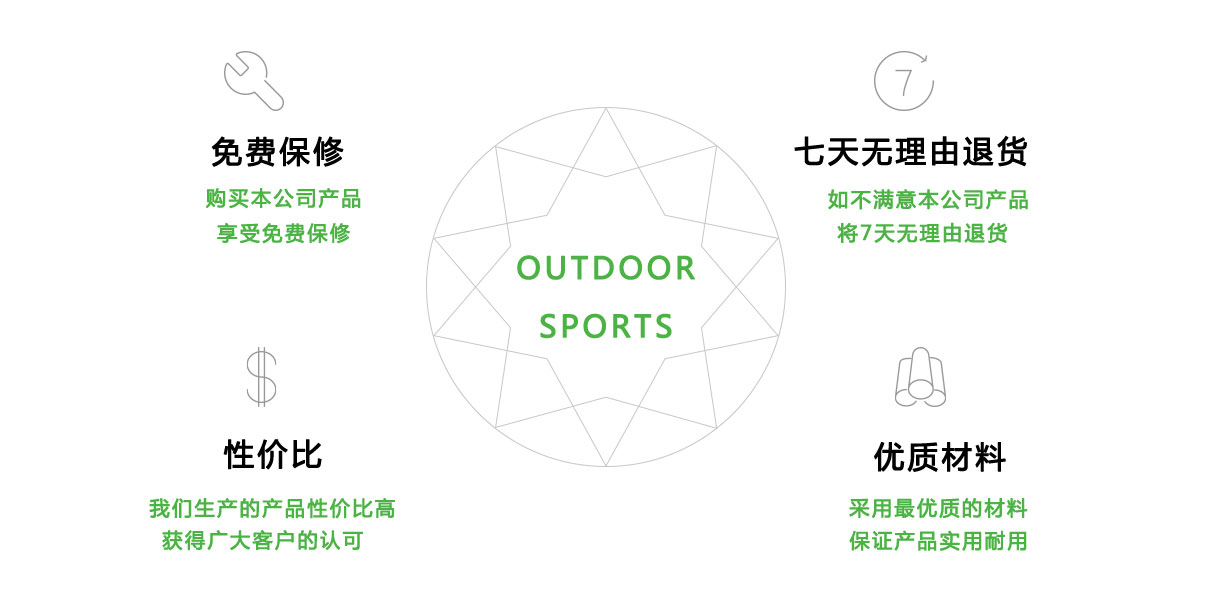 免费保修
购买本公司产品
享受免费保修
7
七天无理由退货
如不满意本公司产品
将7天无理由退货
OUTDOOR
SPORTS
$
性价比
我们生产的产品性价比高
获得广大客户的认可
优质材料
采用最优质的材料
保证产品实用耐用